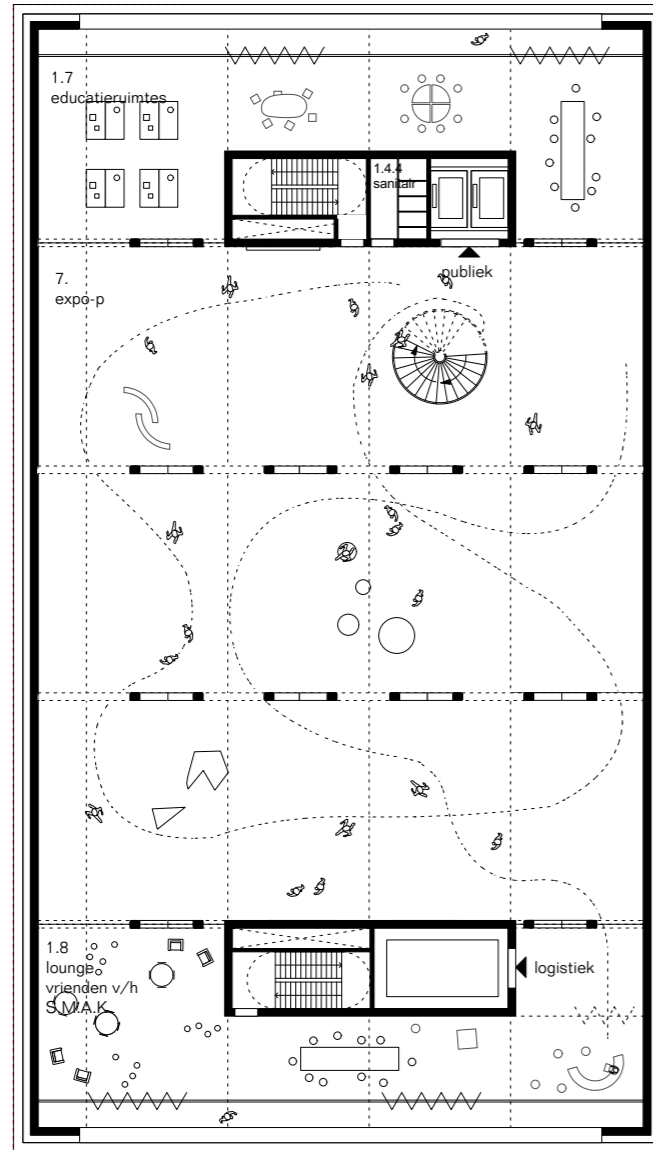 1.7
educatieruimtes
1.4.4
sanitair
publiek
7.
expo-p
1.8
lounge
vrienden v/h
S.M.A.K.
logistiek